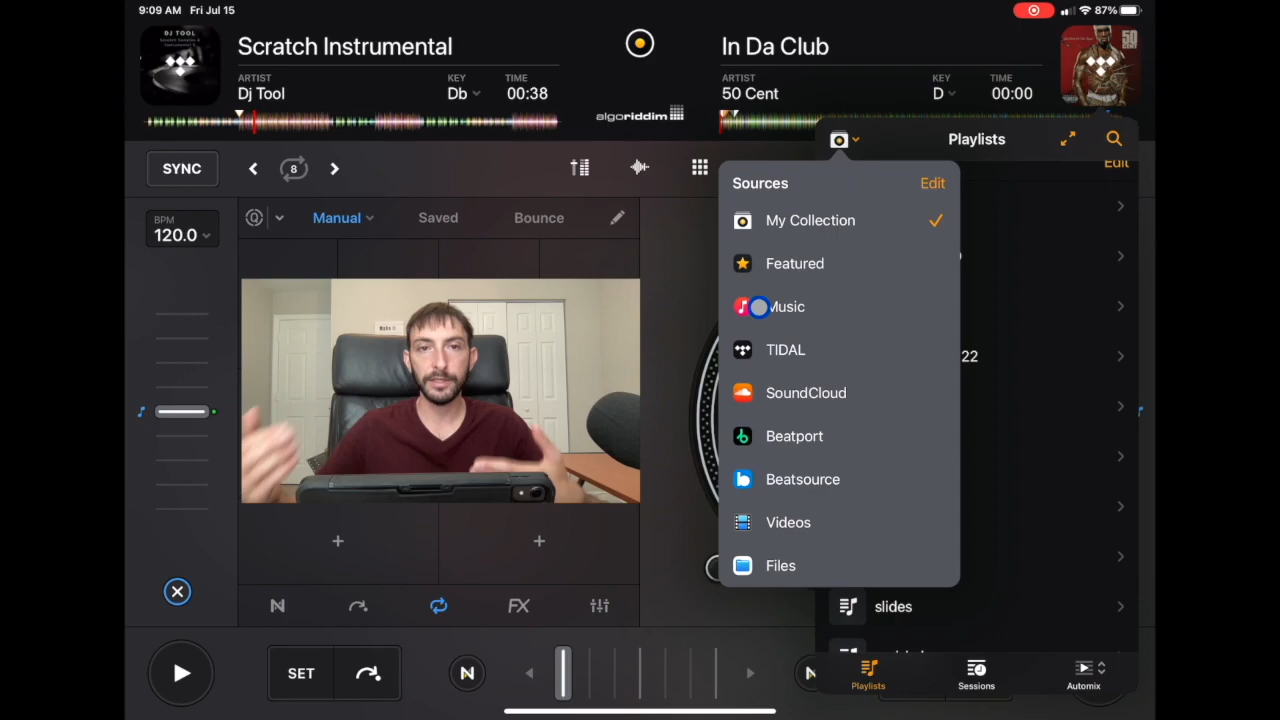 9:09 AM Fri Jul 15
87%
DJ TOOL
Scratch Instrumental
ARTIST
Dj Tool
KEY
Db
TIME
00:38
algoriddim
In Da Club
ARTIST
50 Cent
KEY
D
TIME
00:00
50
Playlists
Edit
SYNC
8
BPM
120.0
Manual
Saved
Bounce
Sources
Edit
My Collection
Featured
Music
TIDAL
SoundCloud
Beatport
Beatsource
Videos
Files
22
slides
FX
SET
Playlists
Sessions
Automix